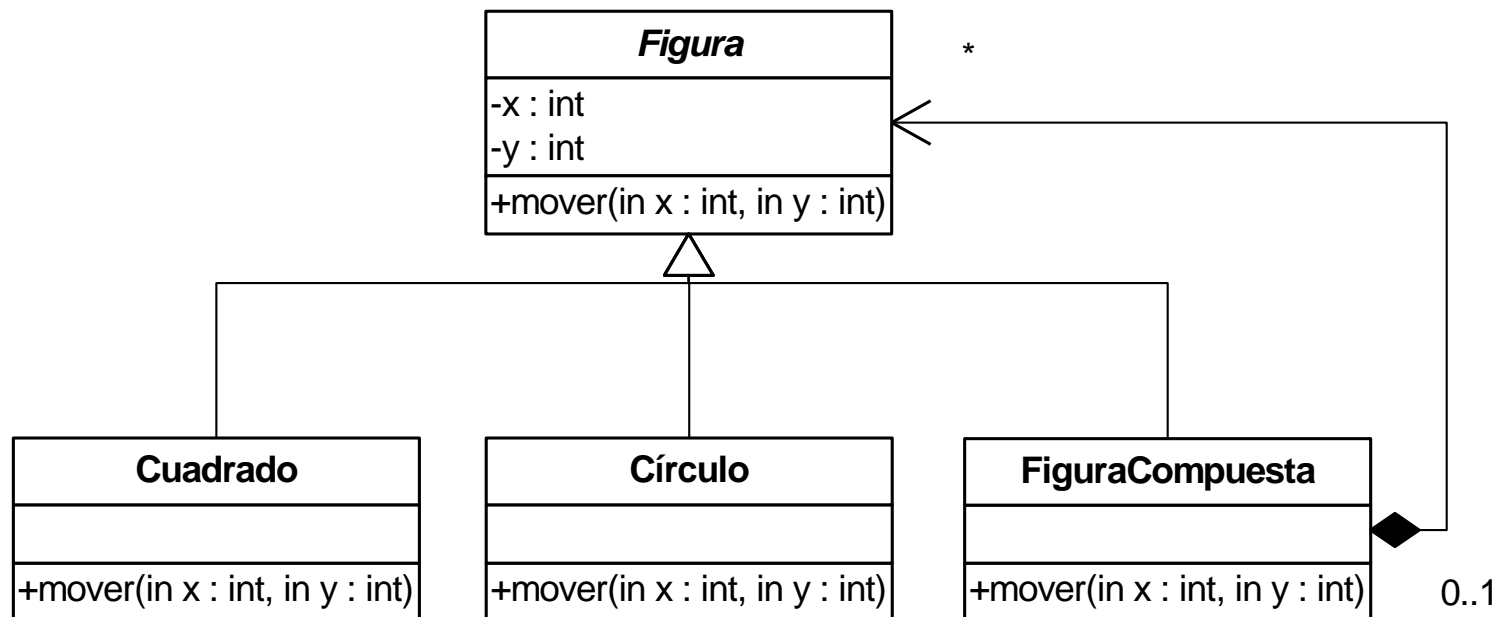 Figura
*
-x : int
-y : int
+mover(in x : int, in y : int)
Cuadrado
Círculo
FiguraCompuesta
+mover(in x : int, in y : int)
+mover(in x : int, in y : int)
+mover(in x : int, in y : int)
0..1